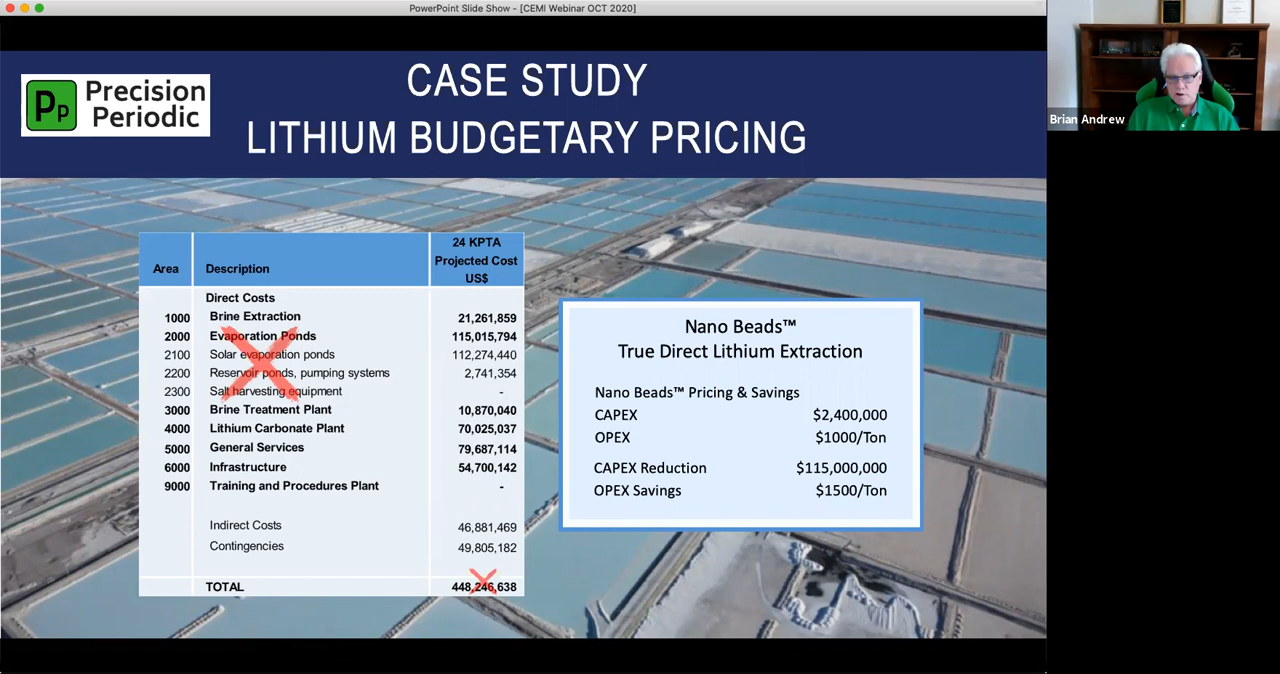 PowerPoint Slide Show - [CEMI Webinar OCT 2020]
Pp
Precision
Periodic
CASE STUDY
LITHIUM BUDGETARY PRICING
Brian Andrew
Area Description 24 KPTA Projected Cost US$
Direct Costs
1000 Brine Extraction 21,261,859
2000 Evaporation Ponds 115,015,794
2100 Solar evaporation ponds 112,274,440
2200 Reservoir ponds, pumping systems 2,741,354
2300 Salt harvesting equipment -
3000 Brine Treatment Plant 10,870,040
4000 Lithium Carbonate Plant 70,025,037
5000 General Services 79,687,114
6000 Infrastructure 54,700,142
9000 Training and Procedures Plant -
Indirect Costs 46,881,469
Contingencies 49,805,182
TOTAL 448,246,638
Nano Beads™
True Direct Lithium Extraction
Nano Beads™ Pricing & Savings
CAPEX $2,400,000
OPEX $1000/Ton
CAPEX Reduction $115,000,000
OPEX Savings $1500/Ton